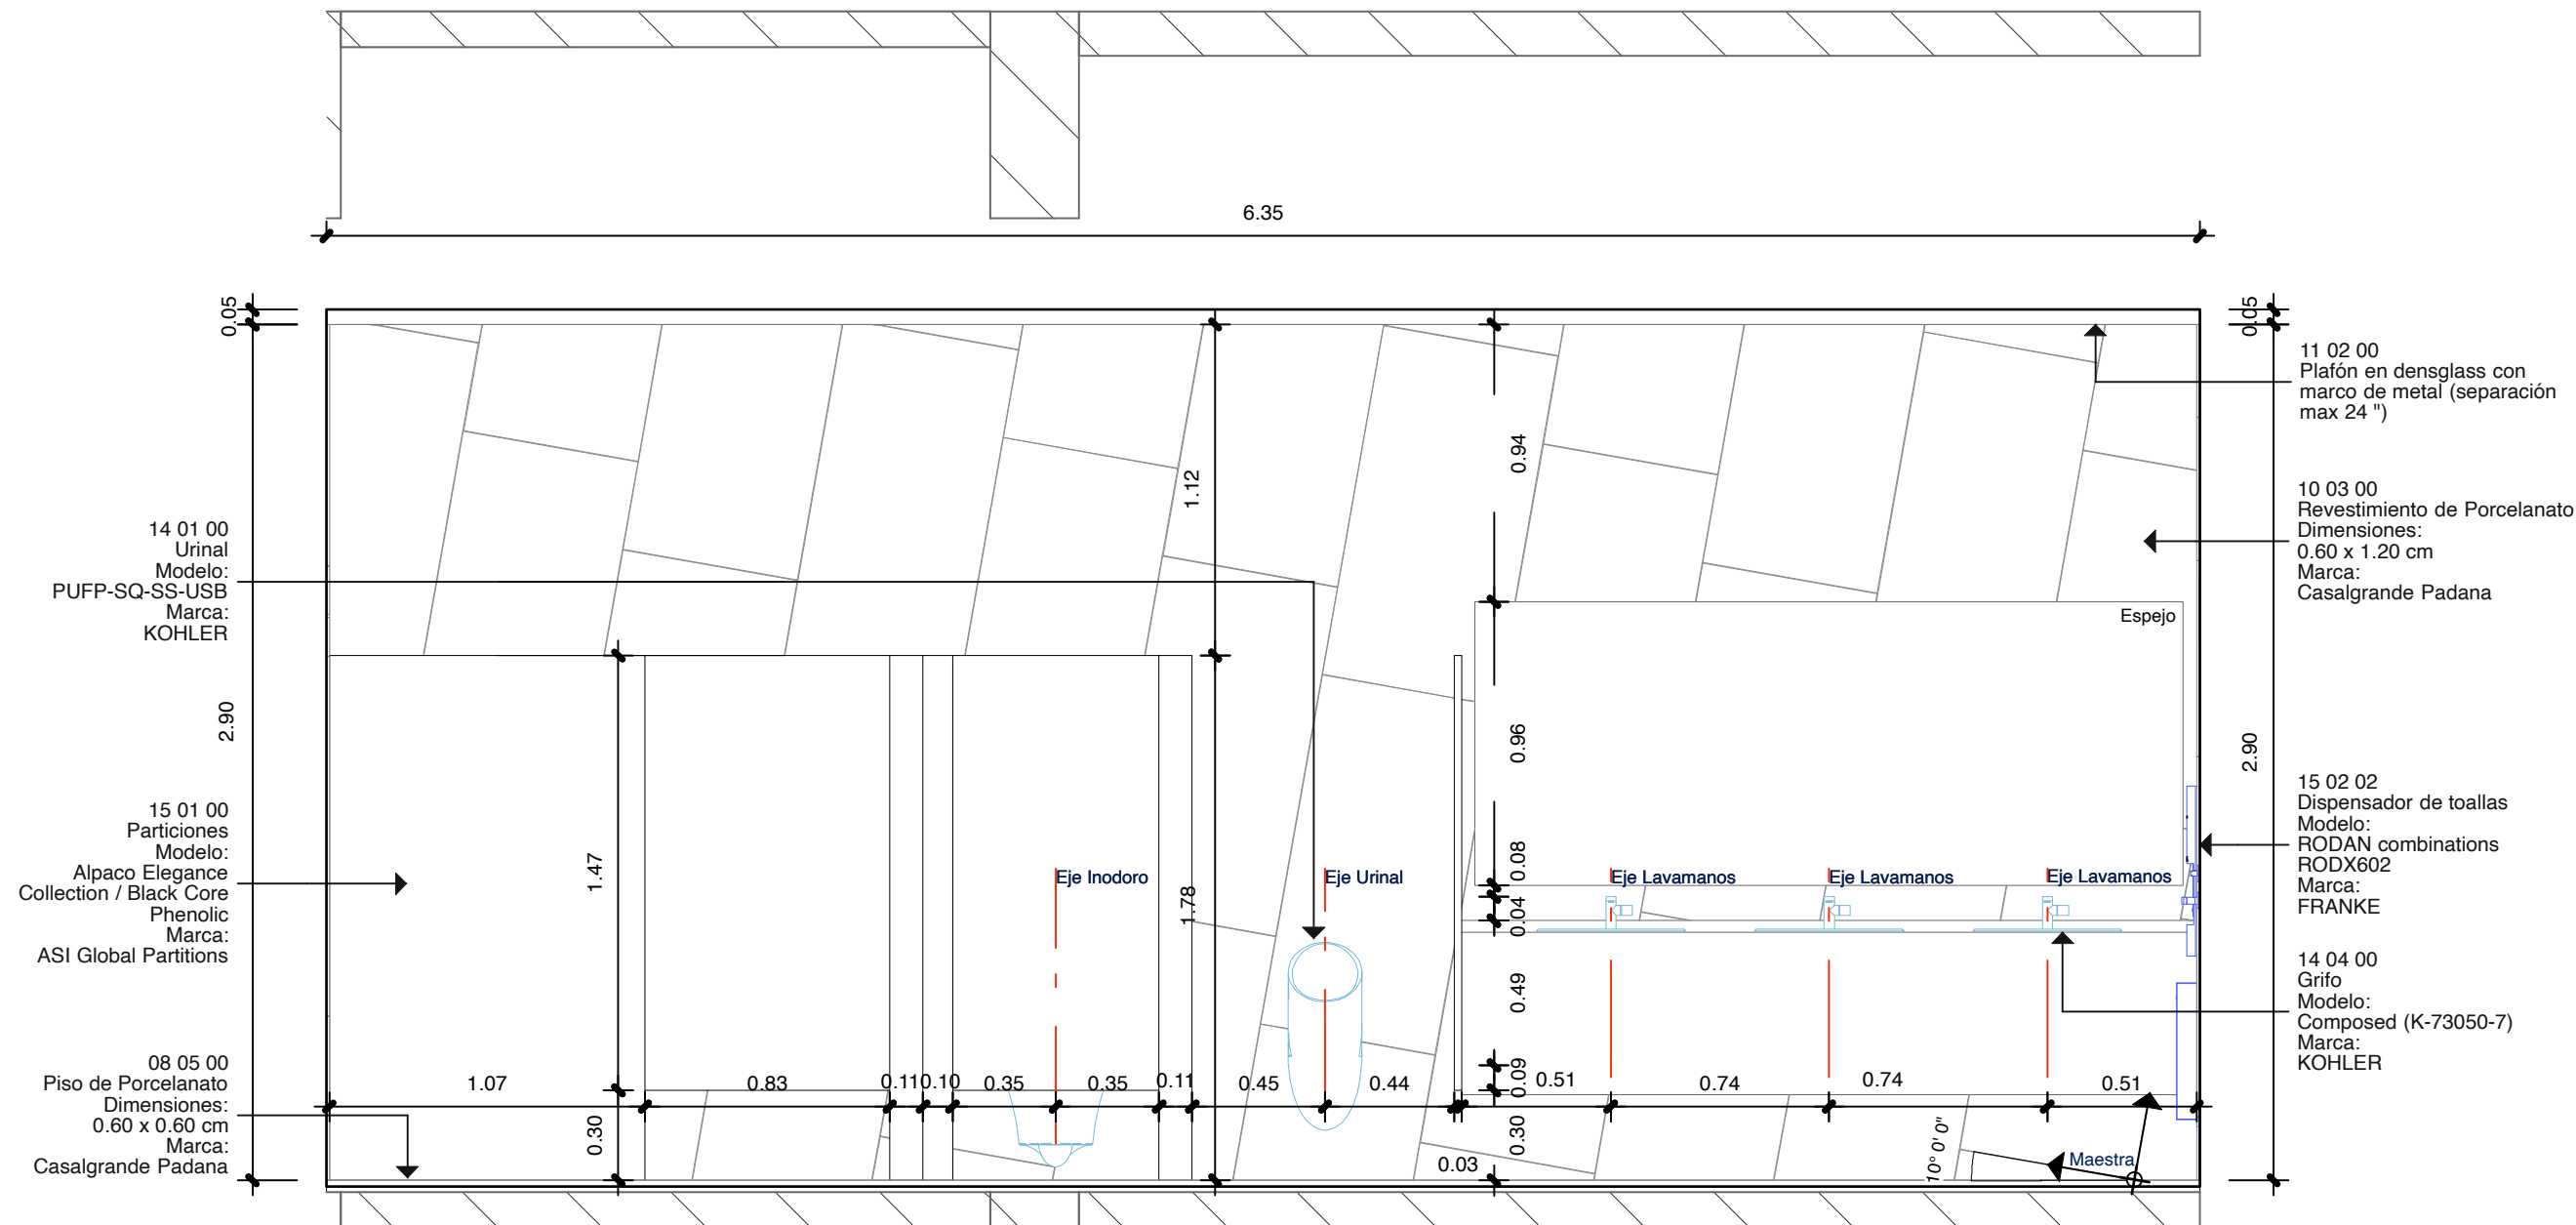 6.35
0.05
0.05
11 02 00
Plafón en densglass con
marco de metal (separación
max 24 ")
0.94
1.12
10 03 00
Revestimiento de Porcelanato
Dimensiones:
0.60 x 1.20 cm
Marca:
Casalgrande Padana
14 01 00
Urinal
Modelo:
PUFP-SQ-SS-USB
Marca:
KOHLER
Espejo
2.90
0.96
2.90
15 02 02
Dispensador de toallas
Modelo:
RODAN combinations
RODX602
Marca:
FRANKE
15 01 00
Particiones
Modelo:
Alpaco Elegance
Collection / Black Core
Phenolic
Marca:
ASI Global Partitions
1.47
0.08
Eje Inodoro
Eje Urinal
Eje Lavamanos
Eje Lavamanos
Eje Lavamanos
1.78
0.04
14 04 00
Grifo
Modelo:
Composed (K-73050-7)
Marca:
KOHLER
0.49
08 05 00
Piso de Porcelanato
Dimensiones:
0.60 x 0.60 cm
Marca:
Casalgrande Padana
1.07
0.83
0.11
0.10
0.35
0.35
0.11
0.45
0.44
0.09
0.51
0.74
0.74
0.51
0.30
0.30
0.03
10° 0' 0"
Maestra